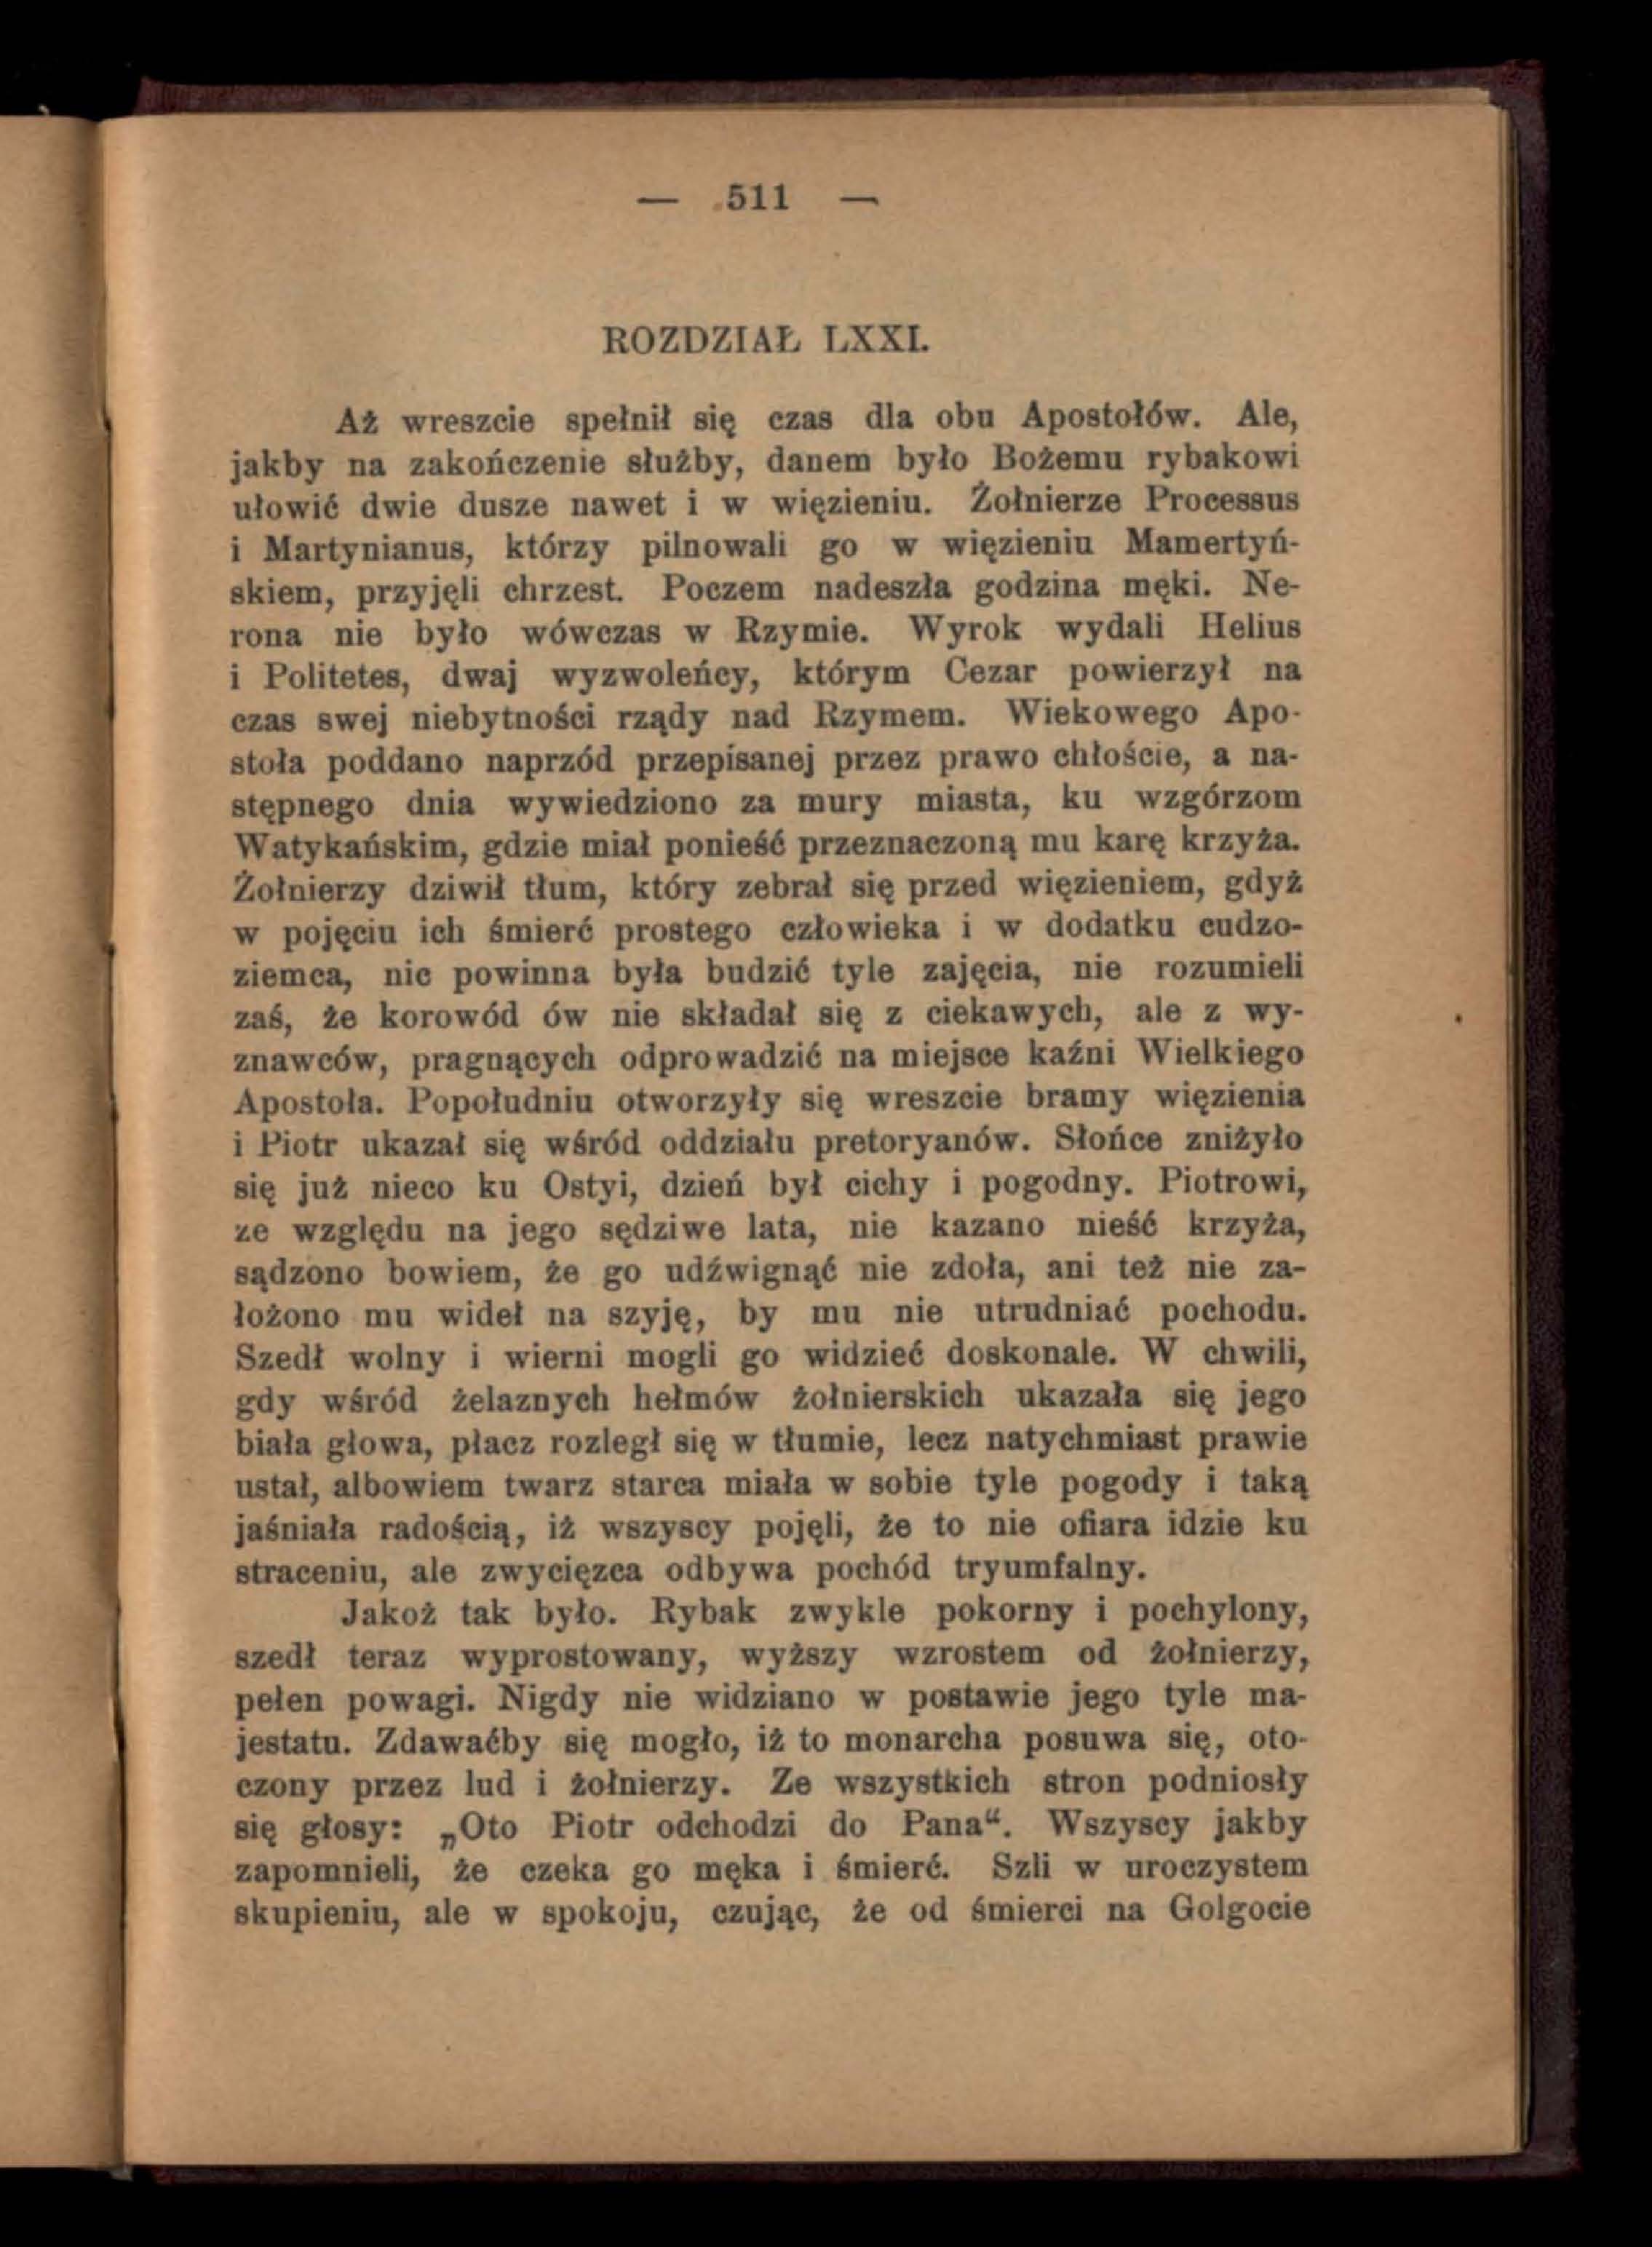 — 511 —
ROZDZIAŁ LXXI.
Aż wreszcie spełnił się czas dla obu Apostołów. Ale,
jakby na zakończenie służby, danem było Bożemu rybakowi
ułowić dwie dusze nawet i w więzieniu. Żołnierze Processus
i Martynianus, którzy pilnowali go w więzieniu Mamertyń-
skiem, przyjęli chrzest. Poczem nadeszła godzina męki. Ne-
rona nie było wówczas w Rzymie. Wyrok wydali Helius
i Politetes, dwaj wyzwoleńcy, którym Cezar powierzył na
czas swej niebytności rządy nad Rzymem. Wiekowego Apo-
stoła poddano naprzód przepisanej przez prawo chłoście, a na-
stępnego dnia wywiedziono za mury miasta, ku wzgórzom
Watykańskim, gdzie miał ponieść przeznaczoną mu karę krzyża.
Żołnierzy dziwił tłum, który zebrał się przed więzieniem, gdyż
w pojęciu ich śmierć prostego człowieka i w dodatku cudzo-
ziemca, nic powinna była budzić tyle zajęcia, nie rozumieli
zaś, że korowód ów nie składał się z ciekawych, ale z wy-
znawców, pragnących odprowadzić na miejsce kaźni Wielkiego
Apostoła. Popołudniu otworzyły się wreszcie bramy więzienia
i Piotr ukazał się wśród oddziału pretoryanów. Słońce zniżyło
się już nieco ku Ostyi, dzień był cichy i pogodny. Piotrowi,
ze względu na jego sędziwe lata, nie kazano nieść krzyża,
sądzono bowiem, że go udźwignąć nie zdoła, ani też nie za-
łożono mu wideł na szyję, by mu nie utrudniać pochodu.
Szedł wolny i wierni mogli go widzieć doskonale. W chwili,
gdy wśród żelaznych hełmów żołnierskich ukazała się jego
biała głowa, płacz rozległ się w tłumie, lecz natychmiast prawie
ustał, albowiem twarz starca miała w sobie tyle pogody i taką
jaśniała radością, iż wszyscy pojęli, że to nie ofiara idzie ku
straceniu, ale zwycięzca odbywa pochód tryumfalny.
Jakoż tak było. Rybak zwykle pokorny i pochylony,
szedł teraz wyprostowany, wyższy wzrostem od żołnierzy,
pełen powagi. Nigdy nie widziano w postawie jego tyle ma-
jestatu. Zdawaćby się mogło, iż to monarcha posuwa się, oto-
czony przez lud i żołnierzy. Ze wszystkich stron podniosły
się głosy: „Oto Piotr odchodzi do Pana“. Wszyscy jakby
zapomnieli, że czeka go męka i śmierć. Szli w uroczystem
skupieniu, ale w spokoju, czując, że od śmierci na Golgocie